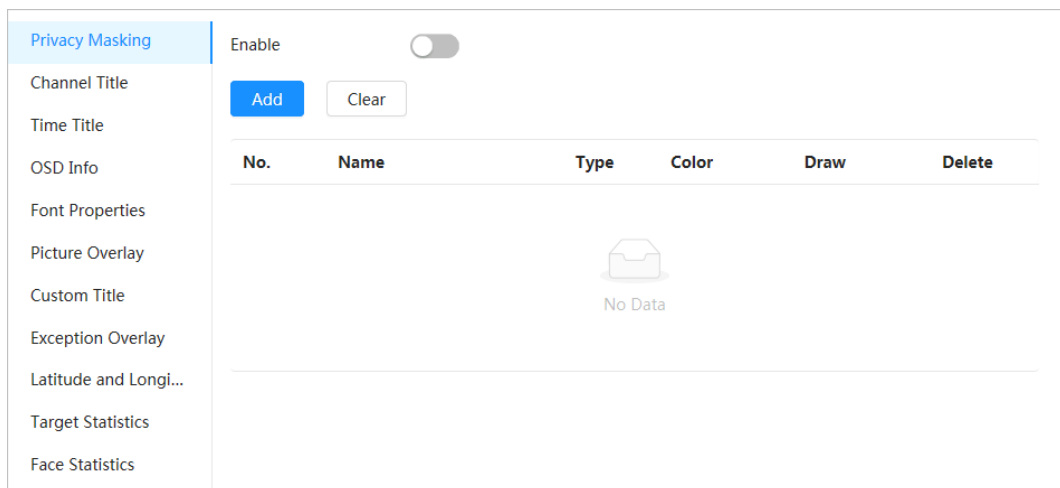 Privacy Masking
Channel Title
Time Title
OSD Info
Font Properties
Picture Overlay
Custom Title
Exception Overlay
Latitude and Longi...
Target Statistics
Face Statistics
Enable
Add Clear
No. Name Type Color Draw Delete
No Data